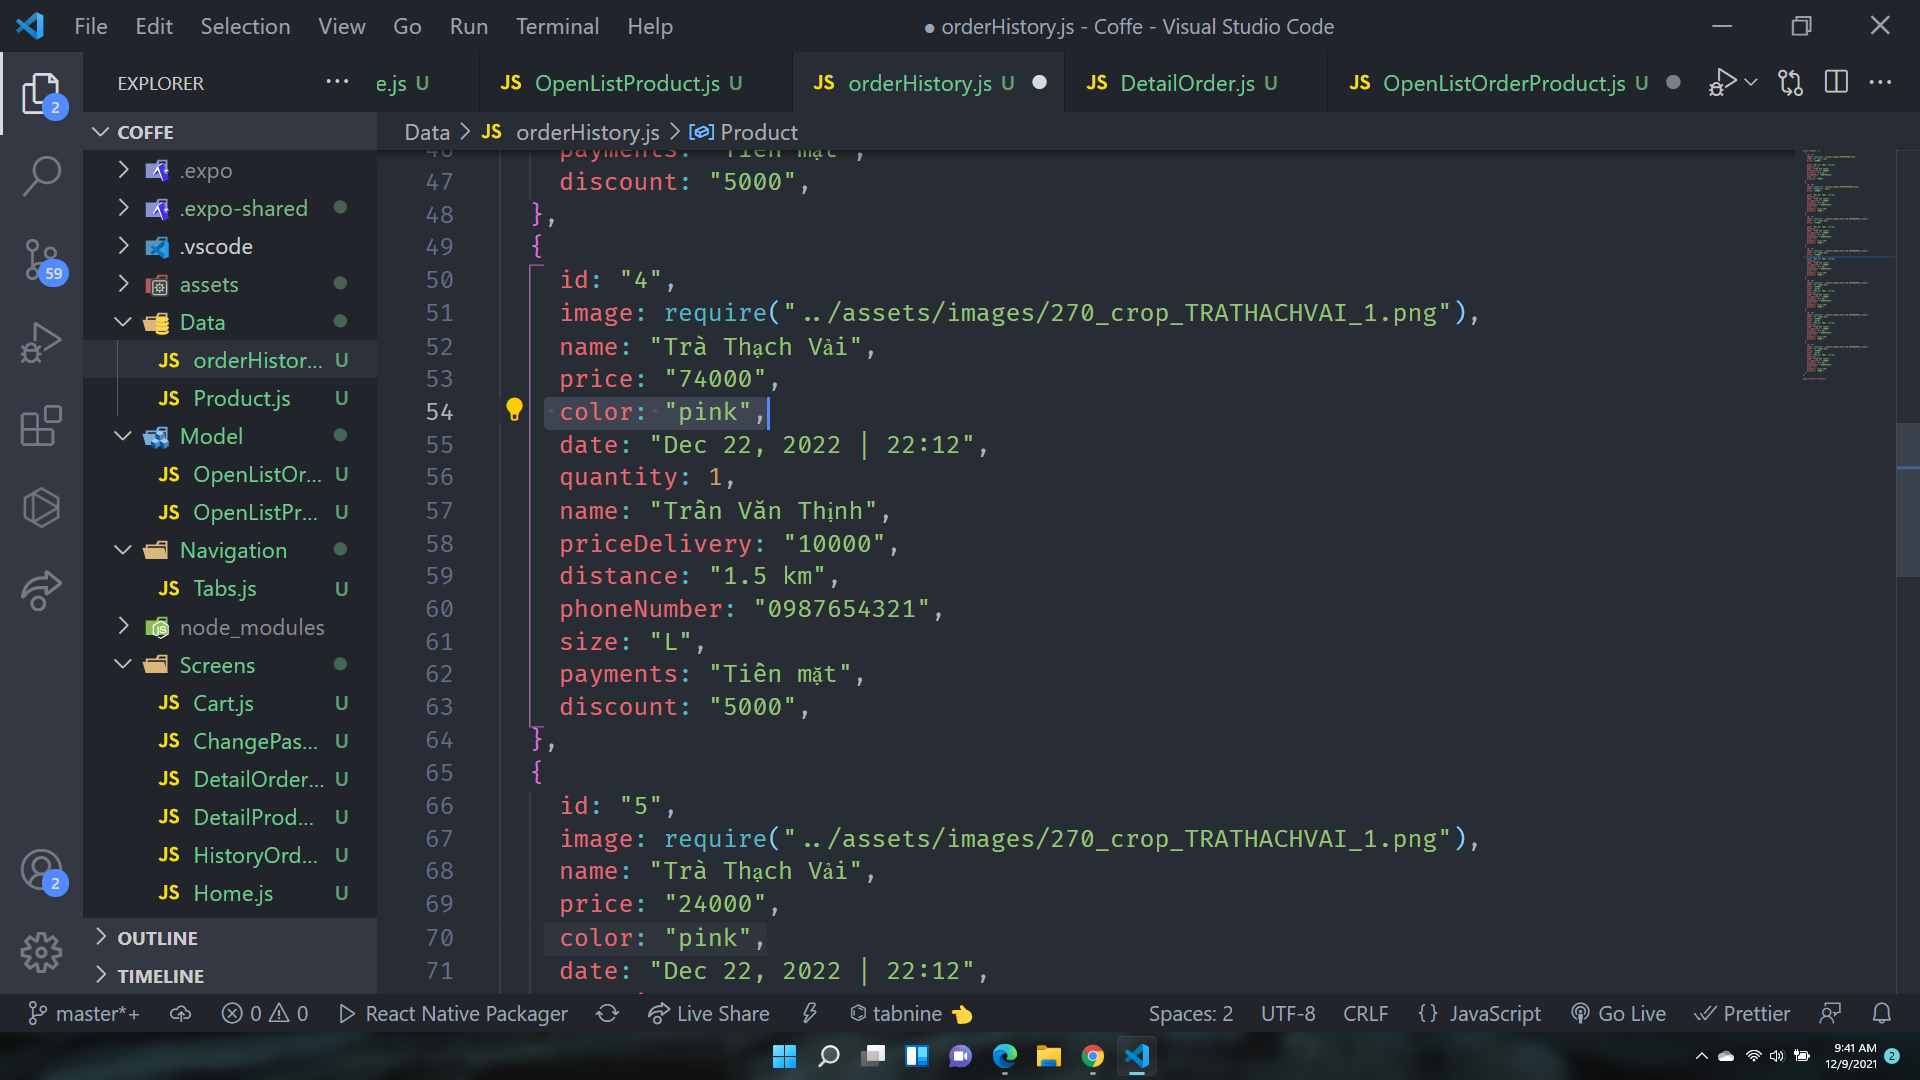 File Edit Selection View Go Run Terminal Help
● orderHistory.js - Coffe - Visual Studio Code
EXPLORER ···
e.js U
JS OpenListProduct.js U
JS orderHistory.js U
JS DetailOrder.js U
JS OpenListOrderProduct.js U
Data > JS orderHistory.js > Product
COFFE
.expo
.expo-shared
.vscode
assets
Data
JS orderHistor... U
JS Product.js U
Model
JS OpenListOr... U
JS OpenListPr... U
Navigation
JS Tabs.js U
node_modules
Screens
JS Cart.js U
JS ChangePas... U
JS DetailOrder... U
JS DetailProd... U
JS HistoryOrd... U
JS Home.js U
OUTLINE
TIMELINE
2
59
2
46 payments: "Tiền mặt",
47 discount: "5000",
48 },
49 {
50 id: "4",
51 image: require("../assets/images/270_crop_TRATHACHVAI_1.png"),
52 name: "Trà Thạch Vải",
53 price: "74000",
54 color: "pink",
55 date: "Dec 22, 2022 | 22:12",
56 quantity: 1,
57 name: "Trần Văn Thịnh",
58 priceDelivery: "10000",
59 distance: "1.5 km",
60 phoneNumber: "0987654321",
61 size: "L",
62 payments: "Tiền mặt",
63 discount: "5000",
64 },
65 {
66 id: "5",
67 image: require("../assets/images/270_crop_TRATHACHVAI_1.png"),
68 name: "Trà Thạch Vải",
69 price: "24000",
70 color: "pink",
71 date: "Dec 22, 2022 | 22:12",
master*+ 0 0 React Native Packager Live Share tabnine Spaces: 2 UTF-8 CRLF {} JavaScript Go Live Prettier
9:41 AM
12/9/2021
2